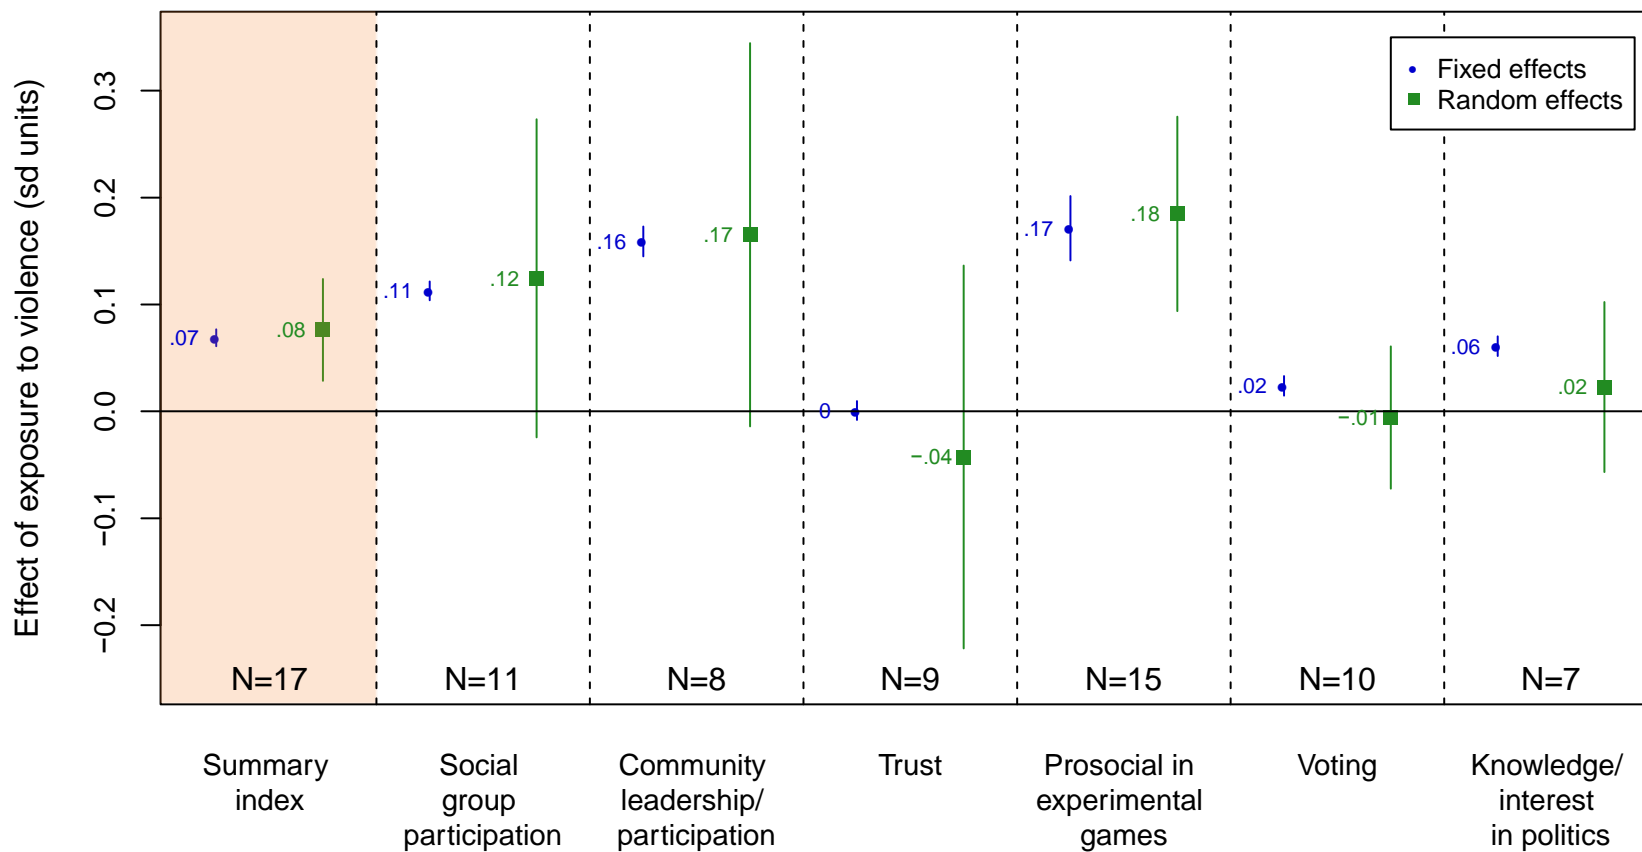 Effect of exposure to violence (sd units)
0.3
0.2
0.1
0.0
−0.1
−0.2
Fixed effects
Random effects
.07
.08
.11
.12
.16
.17
0
−.04
.17
.18
.02
−.01
.06
.02
N=17
N=11
N=8
N=9
N=15
N=10
N=7
Summary
index
Social
group
participation
Community
leadership/
participation
Trust
Prosocial in
experimental
games
Voting
Knowledge/
interest
in politics